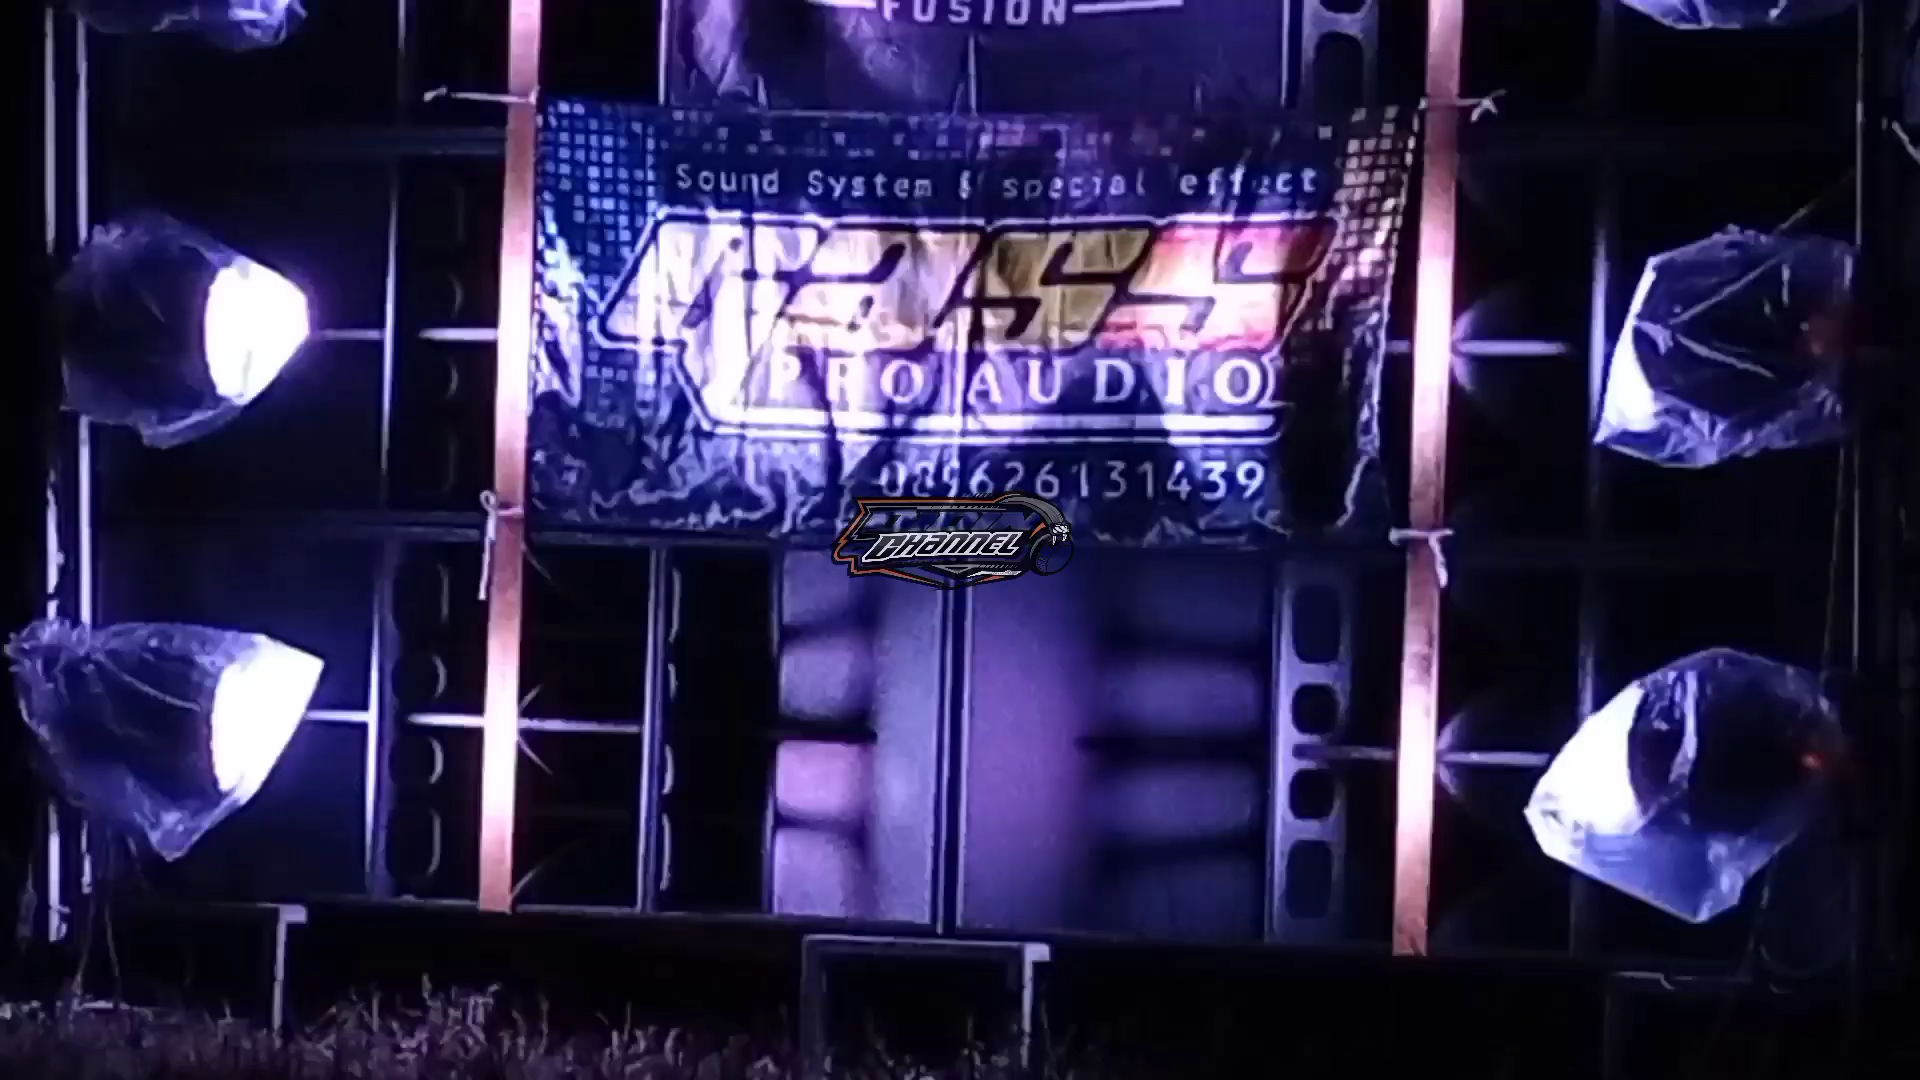 FUSION
Sound System & special effect
PRO AUDIO
089626131439
CHANNEL